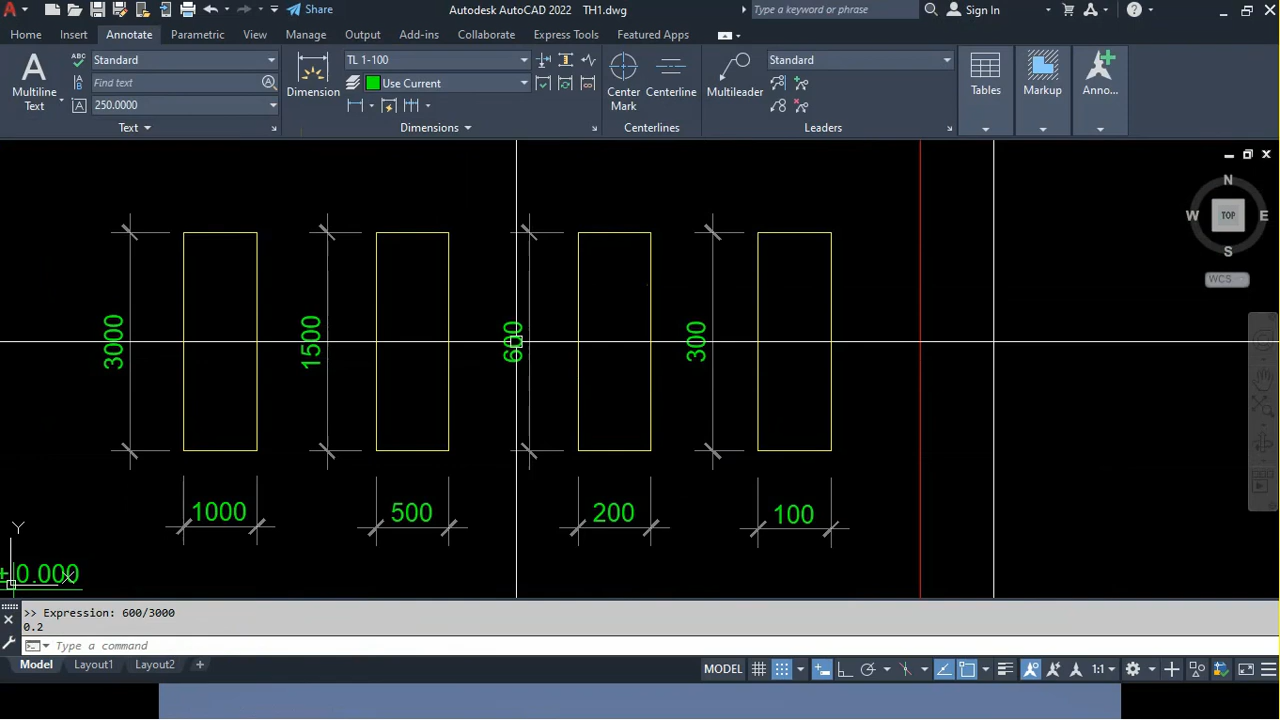 Share
Autodesk AutoCAD 2022 TH1.dwg
Type a keyword or phrase
Sign In
Home Insert Annotate Parametric View Manage Output Add-ins Collaborate Express Tools Featured Apps
Standard
TL 1-100
Standard
Find text
Use Current
250.0000
Multiline
Text
Dimension
Center
Mark
Centerline
Multileader
Tables
Markup
Anno...
Text
Dimensions
Centerlines
Leaders
N
W TOP E
S
WCS
3000
1500
600
300
1000
500
200
100
Y
+0.000
X
>> Expression: 600/3000
0.2
Type a command
Model Layout1 Layout2
MODEL
1:1